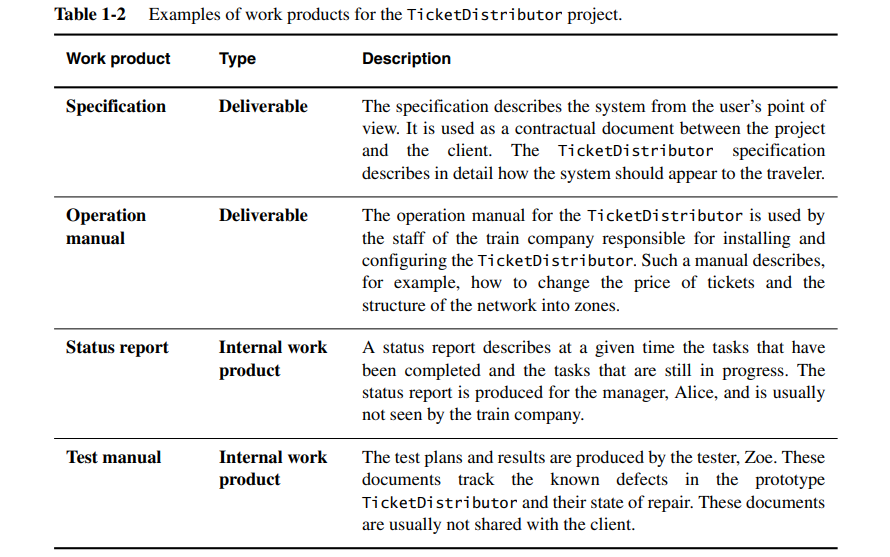 Table 1-2 Examples of work products for the TicketDistributor project.
Work product Type Description
Specification Deliverable The specification describes the system from the user's point of
view. It is used as a contractual document between the project
and the client. The TicketDistributor specification
describes in detail how the system should appear to the traveler.
Operation Deliverable The operation manual for the TicketDistributor is used by
manual the staff of the train company responsible for installing and
configuring the TicketDistributor. Such a manual describes,
for example, how to change the price of tickets and the
structure of the network into zones.
Status report Internal work A status report describes at a given time the tasks that have
product been completed and the tasks that are still in progress. The
status report is produced for the manager, Alice, and is usually
not seen by the train company.
Test manual Internal work The test plans and results are produced by the tester, Zoe. These
product documents track the known defects in the prototype
TicketDistributor and their state of repair. These documents
are usually not shared with the client.